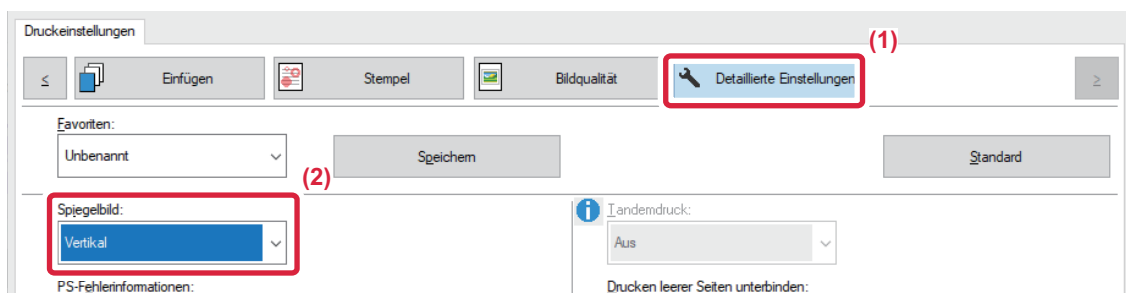 Druckeinstellungen
(1)
≤ Einfügen Stempel Bildqualität Detaillierte Einstellungen ≥
Favoriten:
Unbenannt Speichern Standard
(2)
Spiegelbild: Tandemdruck:
Vertikal Aus
PS-Fehlerinformationen: Drucken leerer Seiten unterbinden: